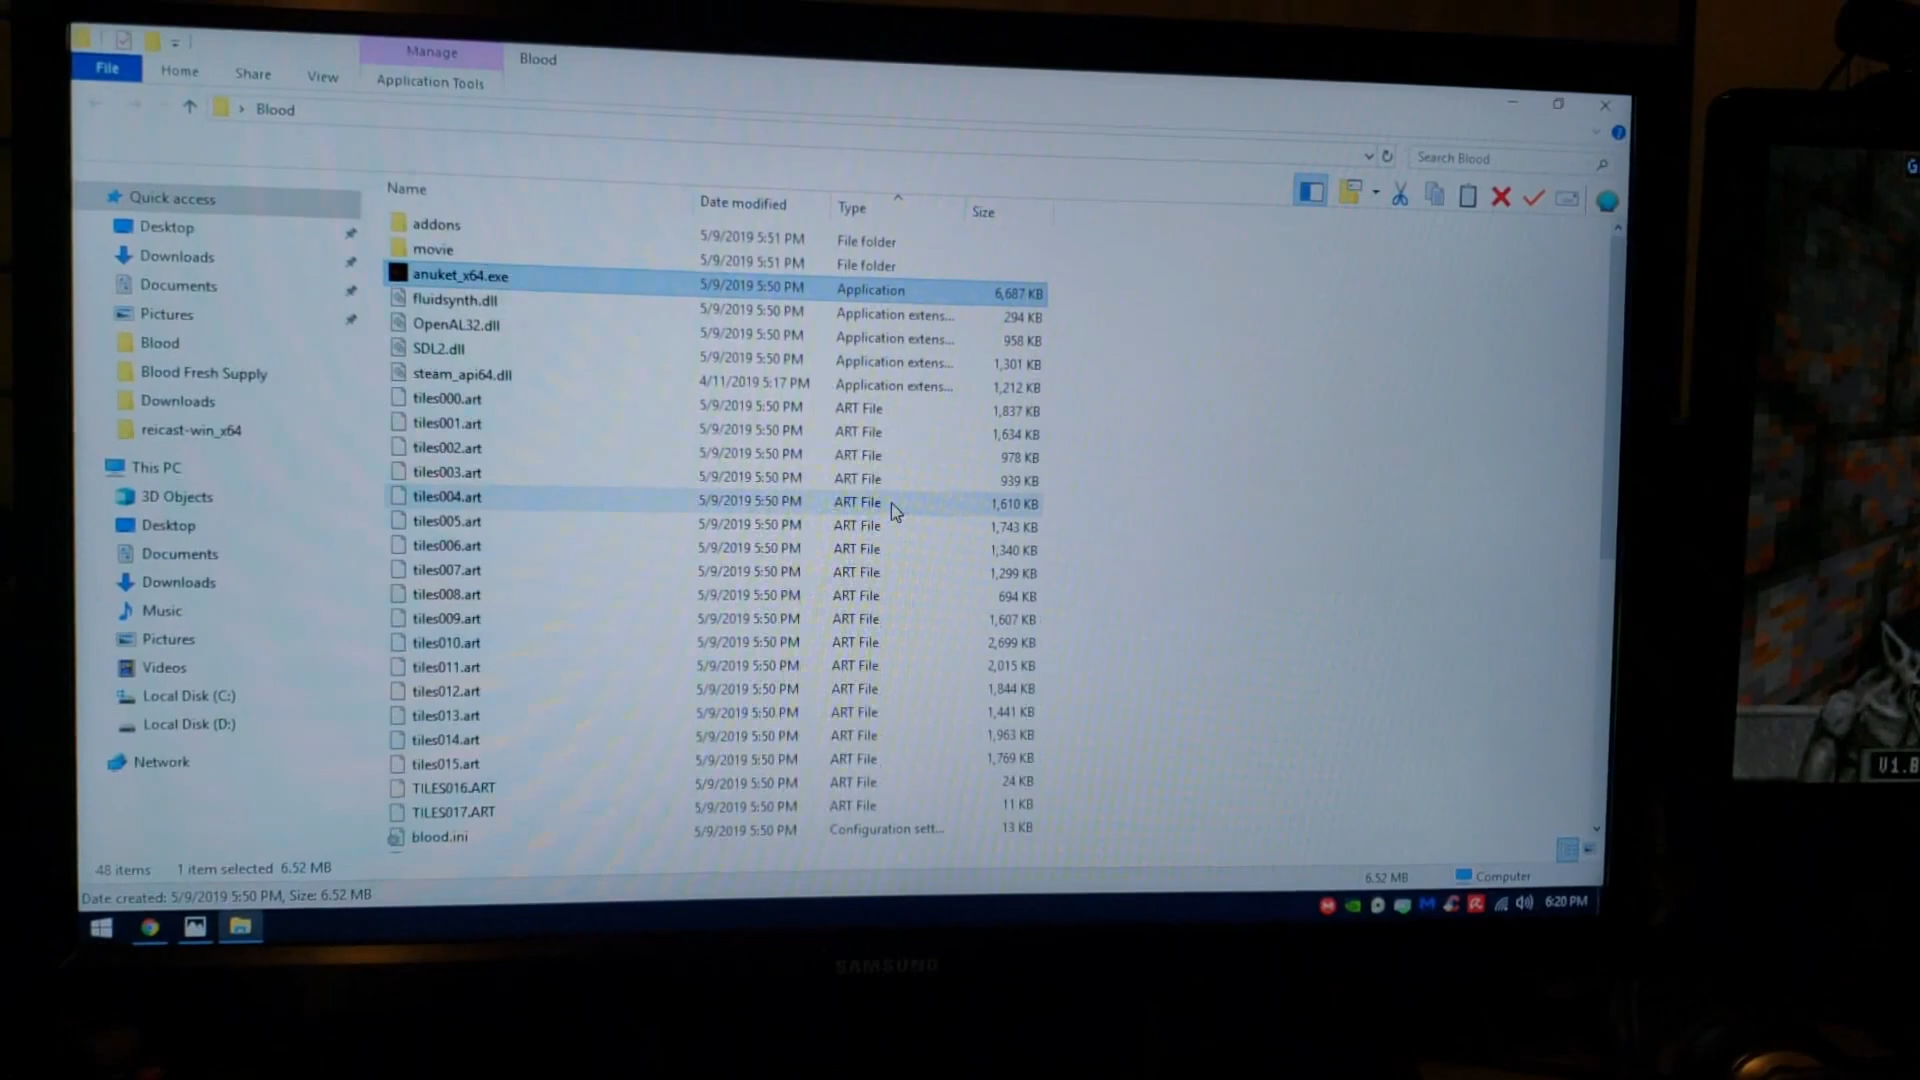 Manage
Blood
File
Home
Share
View
Application Tools
Blood
Search Blood
Name
Date modified
Type
Size
Quick access
Desktop
Downloads
Documents
Pictures
Blood
Blood Fresh Supply
Downloads
reicast-win_x64
This PC
3D Objects
Desktop
Documents
Downloads
Music
Pictures
Videos
Local Disk (C:)
Local Disk (D:)
Network
addons 5/9/2019 5:51 PM File folder
movie 5/9/2019 5:51 PM File folder
anuket_x64.exe 5/9/2019 5:50 PM Application 6,687 KB
fluidsynth.dll 5/9/2019 5:50 PM Application extens... 294 KB
OpenAL32.dll 5/9/2019 5:50 PM Application extens... 958 KB
SDL2.dll 5/9/2019 5:50 PM Application extens... 1,301 KB
steam_api64.dll 4/11/2019 5:17 PM Application extens... 1,212 KB
tiles000.art 5/9/2019 5:50 PM ART File 1,837 KB
tiles001.art 5/9/2019 5:50 PM ART File 1,634 KB
tiles002.art 5/9/2019 5:50 PM ART File 978 KB
tiles003.art 5/9/2019 5:50 PM ART File 939 KB
tiles004.art 5/9/2019 5:50 PM ART File 1,610 KB
tiles005.art 5/9/2019 5:50 PM ART File 1,743 KB
tiles006.art 5/9/2019 5:50 PM ART File 1,340 KB
tiles007.art 5/9/2019 5:50 PM ART File 1,299 KB
tiles008.art 5/9/2019 5:50 PM ART File 694 KB
tiles009.art 5/9/2019 5:50 PM ART File 1,607 KB
tiles010.art 5/9/2019 5:50 PM ART File 2,699 KB
tiles011.art 5/9/2019 5:50 PM ART File 2,015 KB
tiles012.art 5/9/2019 5:50 PM ART File 1,844 KB
tiles013.art 5/9/2019 5:50 PM ART File 1,441 KB
tiles014.art 5/9/2019 5:50 PM ART File 1,963 KB
tiles015.art 5/9/2019 5:50 PM ART File 1,769 KB
TILES016.ART 5/9/2019 5:50 PM ART File 24 KB
TILES017.ART 5/9/2019 5:50 PM ART File 11 KB
blood.ini 5/9/2019 5:50 PM Configuration sett... 13 KB
48 items 1 item selected 6.52 MB
6.52 MB
Computer
Date created: 5/9/2019 5:50 PM, Size: 6.52 MB
6:20 PM
SAMSUNG